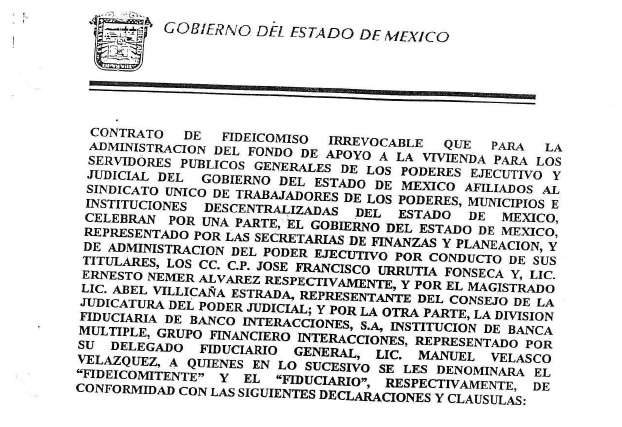 GOBIERNO DEL ESTADO DE MEXICO
CONTRATO DE FIDEICOMISO IRREVOCABLE QUE PARA LA
ADMINISTRACION DEL FONDO DE APOYO A LA VIVIENDA PARA LOS
SERVIDORES PUBLICOS GENERALES DE LOS PODERES EJECUTIVO Y
JUDICIAL DEL GOBIERNO DEL ESTADO DE MEXICO AFILIADOS AL
SINDICATO UNICO DE TRABAJADORES DE LOS PODERES, MUNICIPIOS E
INSTITUCIONES DESCENTRALIZADAS DEL ESTADO DE MEXICO,
CELEBRAN POR UNA PARTE, EL GOBIERNO DEL ESTADO DE MEXICO,
REPRESENTADO POR LAS SECRETARIAS DE FINANZAS Y PLANEACION, Y
DE ADMINISTRACION DEL PODER EJECUTIVO POR CONDUCTO DE SUS
TITULARES, LOS CC. C.P. JOSE FRANCISCO URRUTIA FONSECA Y, LIC.
ERNESTO NEMER ALVAREZ RESPECTIVAMENTE, Y POR EL MAGISTRADO
LIC. ABEL VILLICAÑA ESTRADA, REPRESENTANTE DEL CONSEJO DE LA
JUDICATURA DEL PODER JUDICIAL; Y POR LA OTRA PARTE, LA DIVISION
FIDUCIARIA DE BANCO INTERACCIONES, S.A, INSTITUCION DE BANCA
MULTIPLE, GRUPO FINANCIERO INTERACCIONES, REPRESENTADO POR
SU DELEGADO FIDUCIARIO GENERAL, LIC. MANUEL VELASCO
VELAZQUEZ, A QUIENES EN LO SUCESIVO SE LES DENOMINARA EL
“FIDEICOMITENTE” Y EL “FIDUCIARIO”, RESPECTIVAMENTE, DE
CONFORMIDAD CON LAS SIGUIENTES DECLARACIONES Y CLAUSULAS: